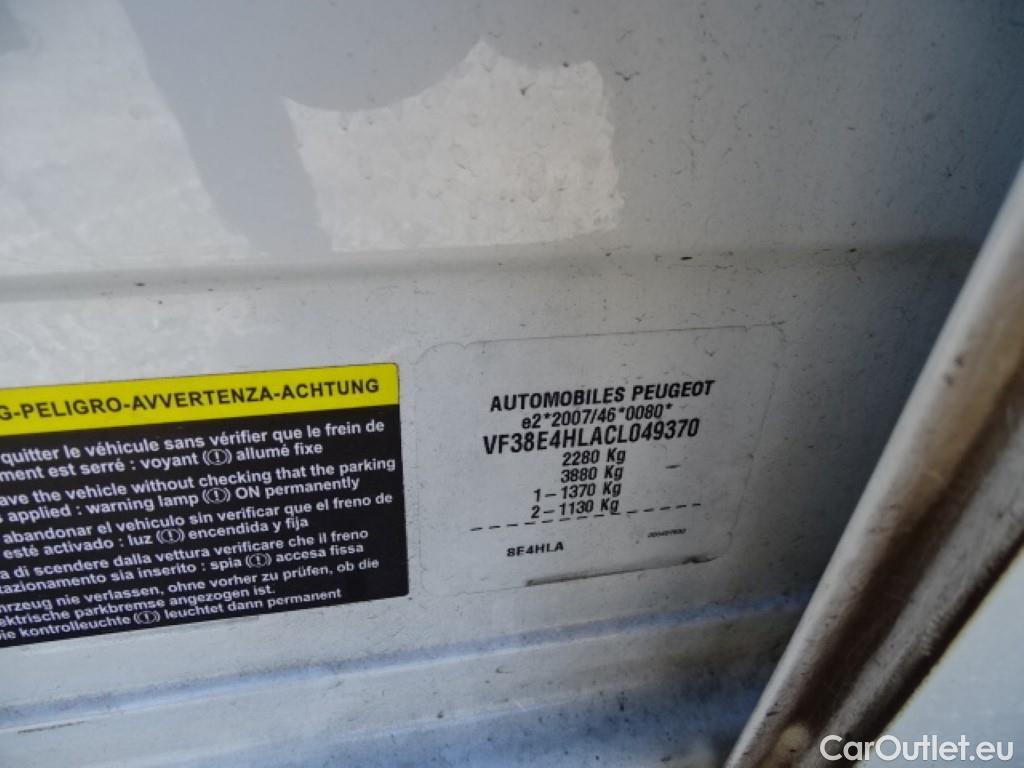 G-PELIGRO-AVVERTENZA-ACHTUNG
quitter le véhicule sans vérifier que le frein de
ment est serré : voyant (!) allumé fixe
ave the vehicle without checking that the parking
s applied : warning lamp (!) ON permanently
abandonar el vehiculo sin verificar que el freno de
esté activado : luz (!) encendida y fija
a di scendere dalla vettura verificare che il freno
tazionamento sia inserito : spia (!) accesa fissa
hrzeug nie verlassen, ohne vorher zu prüfen, ob die
lektrische parkbremse angezogen ist.
Die kontrolleuchte (!) leuchtet dann permanent
AUTOMOBILES PEUGEOT
e2*2007/46*0080*
VF38E4HLACL049370
2280 Kg
3880 Kg
1-1370 Kg
2-1130 Kg
8E4HLA
CarOutlet.eu